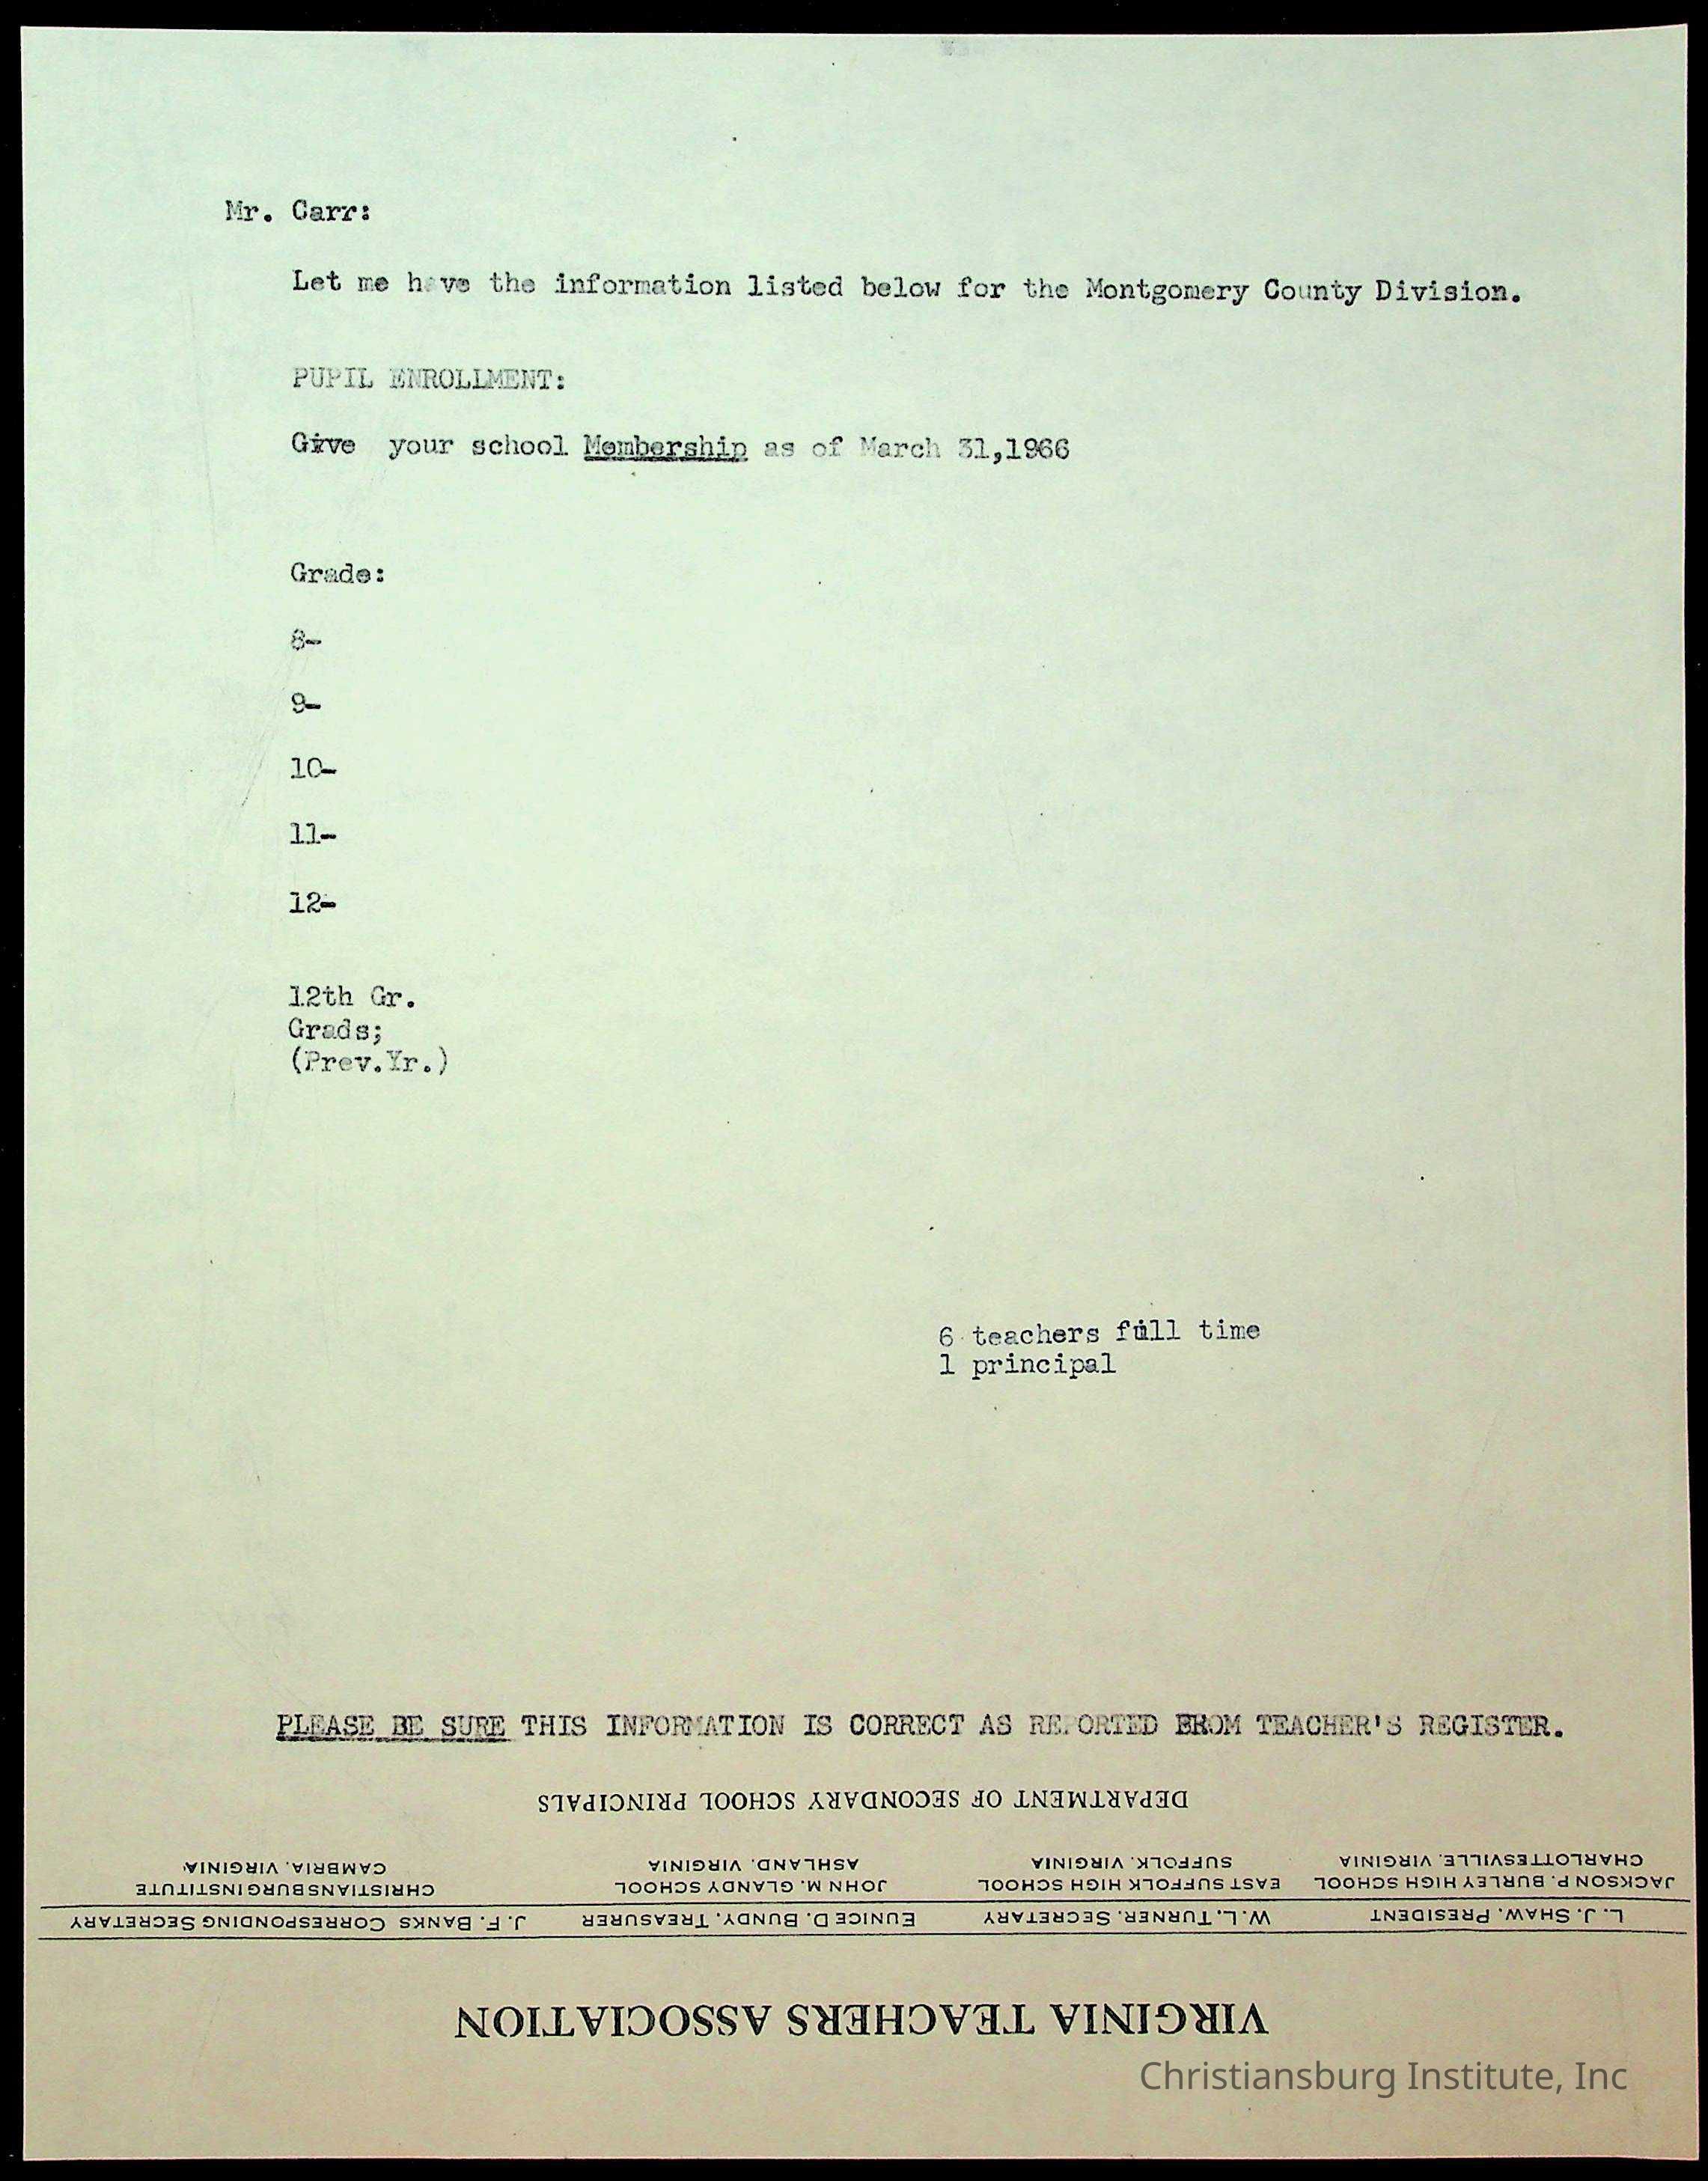 Mr. Carr:
Let me have the information listed below for the Montgomery County Division.
PUPIL ENROLLMENT:
Give your school Membership as of March 31,1966
Grade:
8-
9-
10-
11-
12-
12th Gr.
Grads;
(Prev.Yr.)
6 teachers full time
1 principal
PLEASE BE SURE THIS INFORMATION IS CORRECT AS REPORTED FROM TEACHER'S REGISTER.
VIRGINIA TEACHERS ASSOCIATION
L. J. SHAW, PRESIDENT W. L. TURNER, SECRETARY EUNICE D. BUNDY, TREASURER J. F. BANKS CORRESPONDING SECRETARY
JACKSON P. BURLEY HIGH SCHOOL EAST SUFFOLK HIGH SCHOOL JOHN M. GLANDY SCHOOL CHRISTIANSBURG INSTITUTE
CHARLOTTESVILLE, VIRGINIA SUFFOLK, VIRGINIA ASHLAND, VIRGINIA CAMBRIA, VIRGINIA
DEPARTMENT OF SECONDARY SCHOOL PRINCIPALS
Christiansburg Institute, Inc